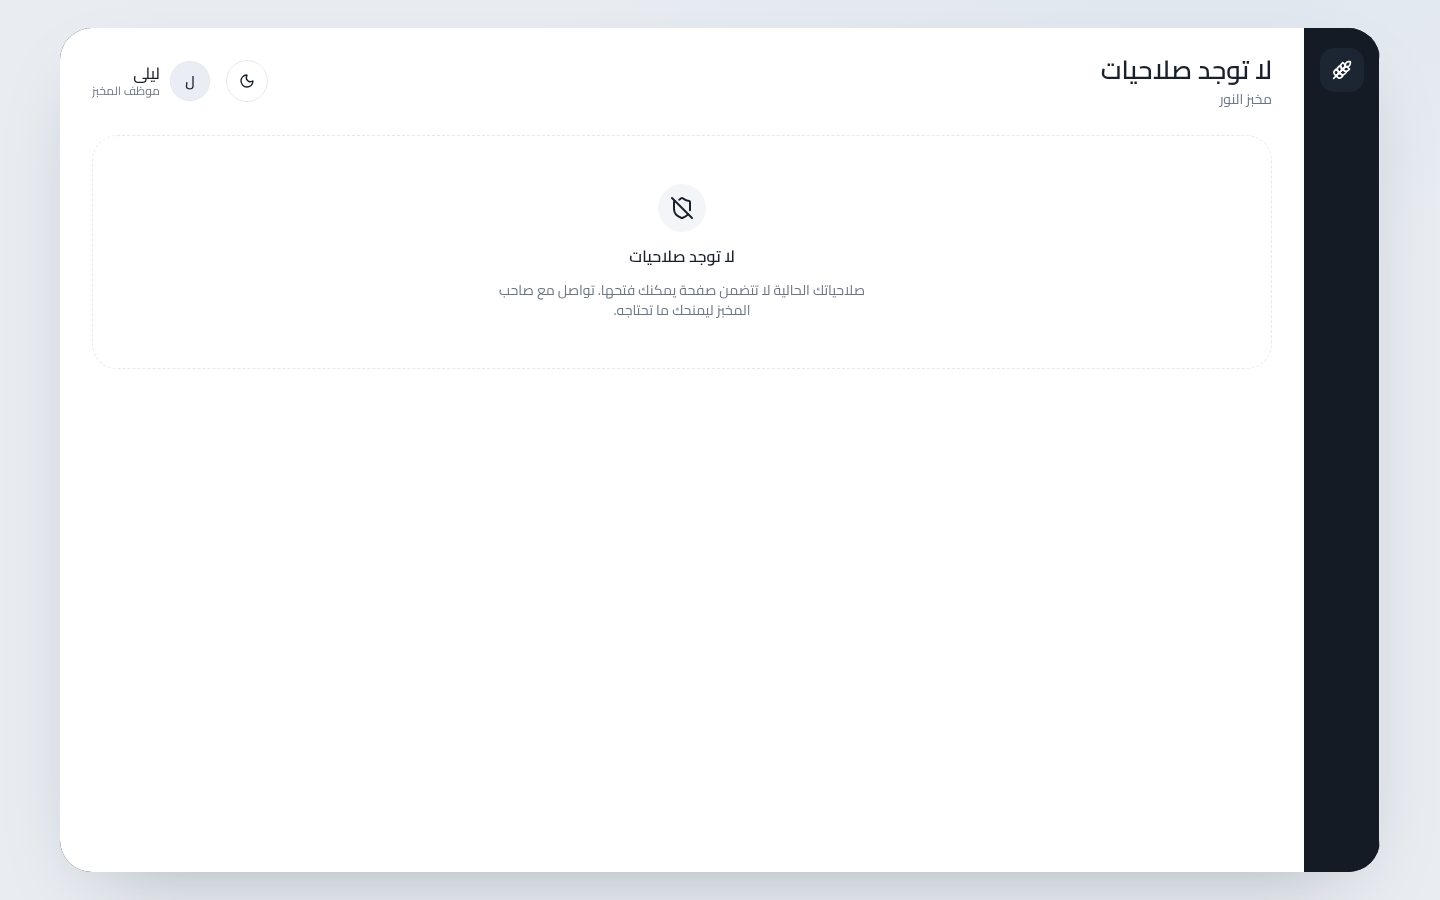 لا توجد صلاحيات
مخبز النور
ل
ليلى
موظف المخبز
لا توجد صلاحيات
صلاحياتك الحالية لا تتضمن صفحة يمكنك فتحها. تواصل مع صاحب
المخبز ليمنحك ما تحتاجه.